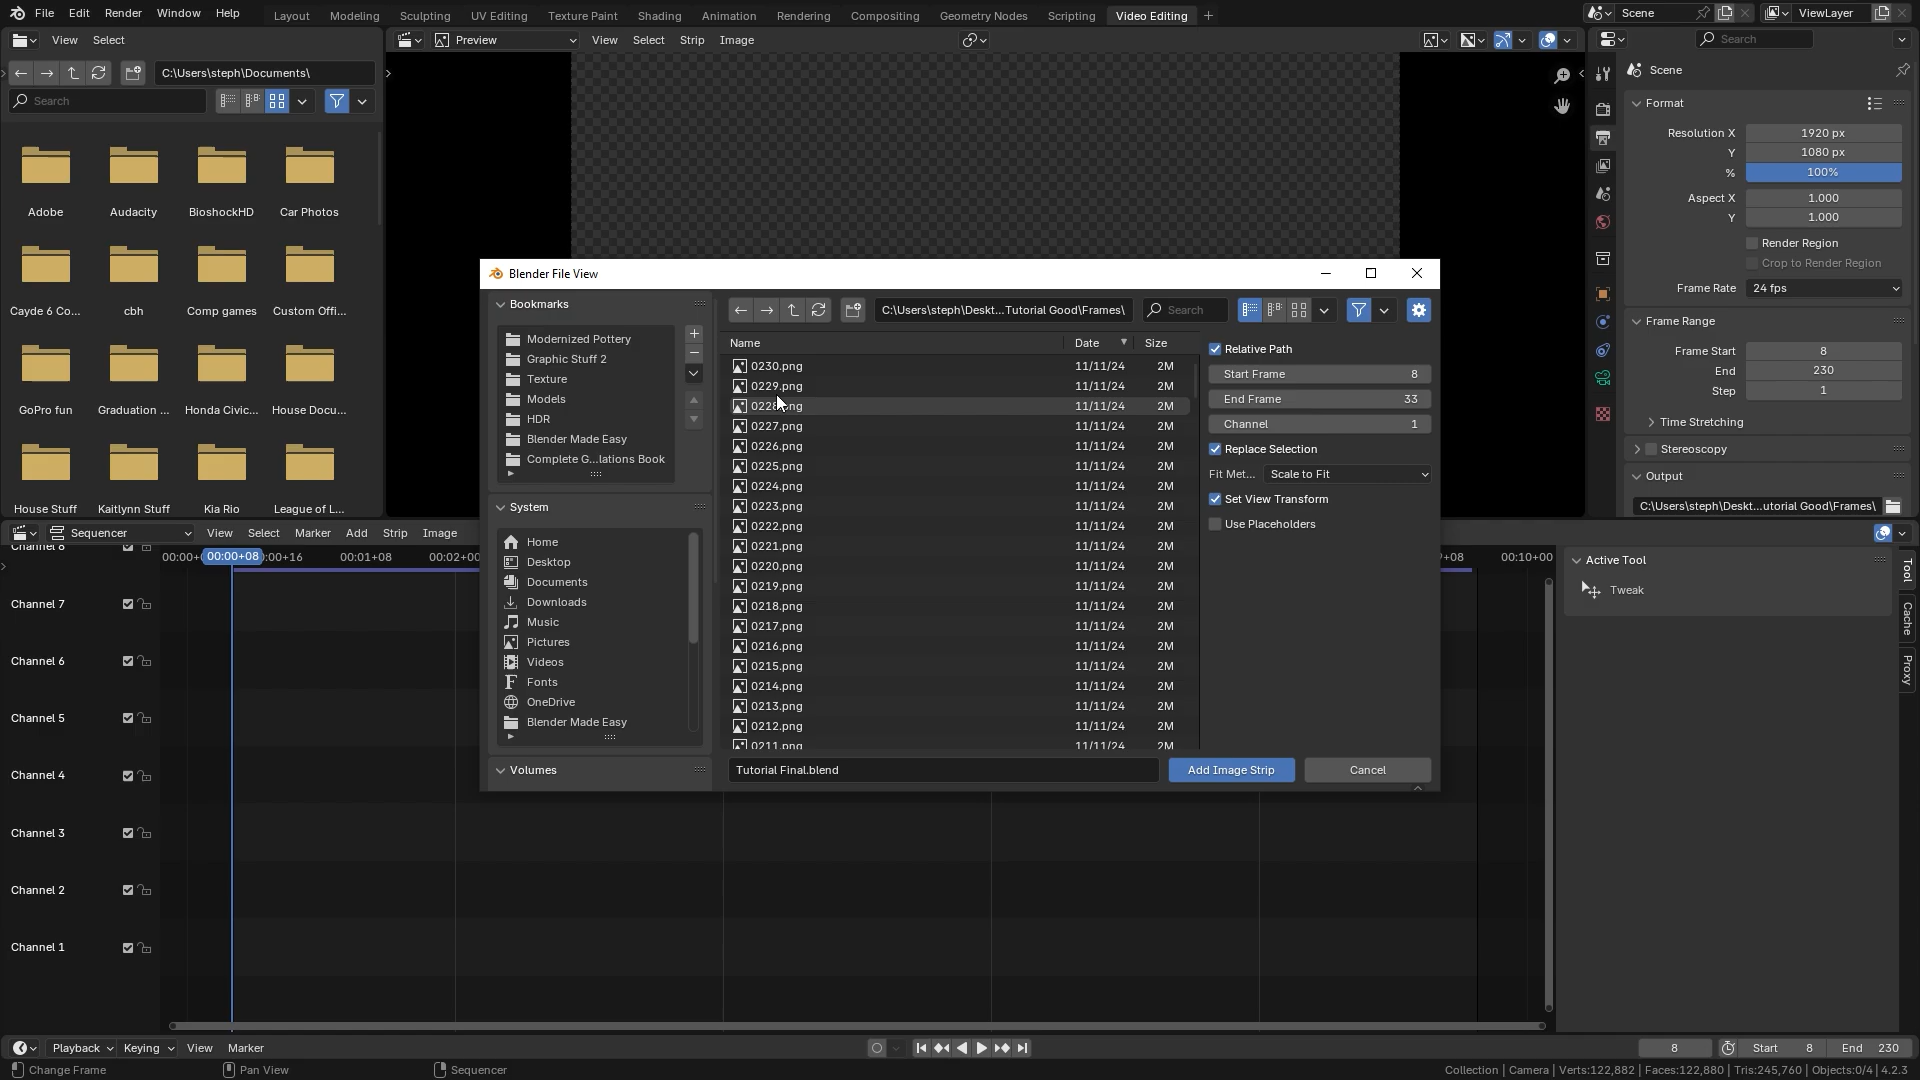 File Edit Render Window Help
Layout Modeling Sculpting UV Editing Texture Paint Shading Animation Rendering Compositing Geometry Nodes Scripting Video Editing
Scene
ViewLayer
View Select
Preview
View Select Strip Image
Search
C:\Users\steph\Documents\
Search
Adobe Audacity BioshockHD Car Photos
Cayde 6 Co... cbh Comp games Custom Offi...
GoPro fun Graduation ... Honda Civic... House Docu...
House Stuff Kaitlynn Stuff Kia Rio League of L...
Scene
Format
Resolution X 1920 px
Y 1080 px
% 100%
Aspect X 1.000
Y 1.000
Render Region
Crop to Render Region
Frame Rate 24 fps
Frame Range
Frame Start 8
End 230
Step 1
Time Stretching
Stereoscopy
Output
C:\Users\steph\Deskt...utorial Good\Frames\
Blender File View
Bookmarks
Modernized Pottery
Graphic Stuff 2
Texture
Models
HDR
Blender Made Easy
Complete G...lations Book
System
Home
Desktop
Documents
Downloads
Music
Pictures
Videos
Fonts
OneDrive
Blender Made Easy
Volumes
C:\Users\steph\Deskt...Tutorial Good\Frames\
Search
Name Date Size
0230.png 11/11/24 2M
0229.png 11/11/24 2M
0228.png 11/11/24 2M
0227.png 11/11/24 2M
0226.png 11/11/24 2M
0225.png 11/11/24 2M
0224.png 11/11/24 2M
0223.png 11/11/24 2M
0222.png 11/11/24 2M
0221.png 11/11/24 2M
0220.png 11/11/24 2M
0219.png 11/11/24 2M
0218.png 11/11/24 2M
0217.png 11/11/24 2M
0216.png 11/11/24 2M
0215.png 11/11/24 2M
0214.png 11/11/24 2M
0213.png 11/11/24 2M
0212.png 11/11/24 2M
0211.png 11/11/24 2M
Relative Path
Start Frame 8
End Frame 33
Channel 1
Replace Selection
Fit Met... Scale to Fit
Set View Transform
Use Placeholders
Tutorial Final.blend
Add Image Strip
Cancel
Sequencer
View Select Marker Add Strip Image
00:00+08 00:01+08 00:10+00
Channel 8
Channel 7
Channel 6
Channel 5
Channel 4
Channel 3
Channel 2
Channel 1
Active Tool
Tweak
Tool
Cache
Proxy
Playback Keying View Marker
8 Start 8 End 230
Change Frame Pan View Sequencer
Collection | Camera | Verts:122,882 | Faces:122,880 | Tris:245,760 | Objects:0/4 | 4.2.3